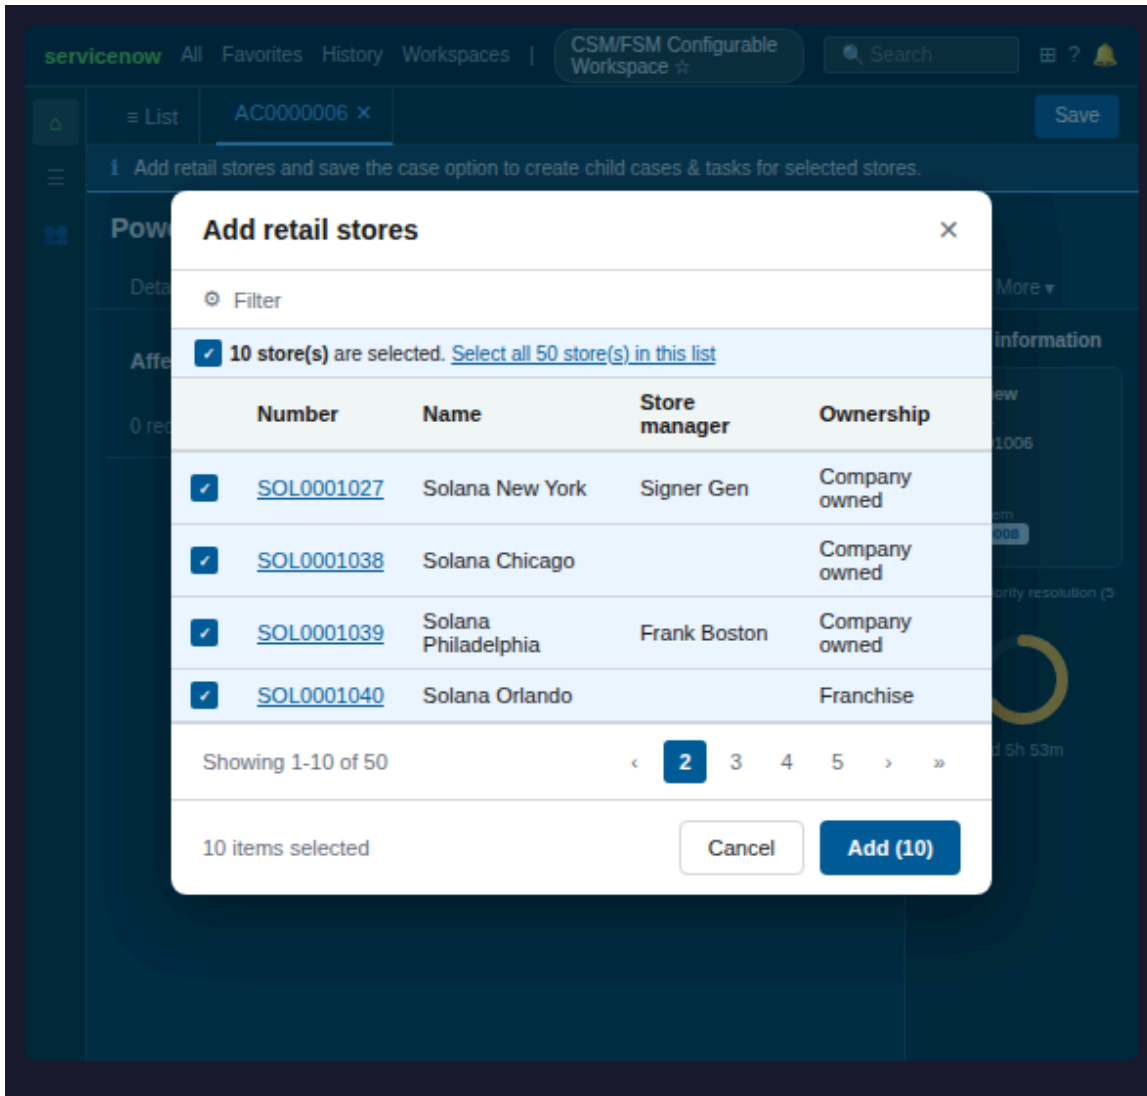 servicenow All Favorites History Workspaces | CSM/FSM Configurable
Workspace ☆ Search ?
≡ List AC0000006 ✕ Save
i Add retail stores and save the case option to create child cases & tasks for selected stores.
Add retail stores ✕
More ▾
Filter
information
✓ 10 store(s) are selected. Select all 50 store(s) in this list
Number Name Store
manager Ownership
✓ SOL0001027 Solana New York Signer Gen Company
owned
✓ SOL0001038 Solana Chicago Company
owned
✓ SOL0001039 Solana
Philadelphia Frank Boston Company
owned
✓ SOL0001040 Solana Orlando Franchise
Showing 1-10 of 50 ‹ 2 3 4 5 › »
5h 53m
10 items selected Cancel Add (10)